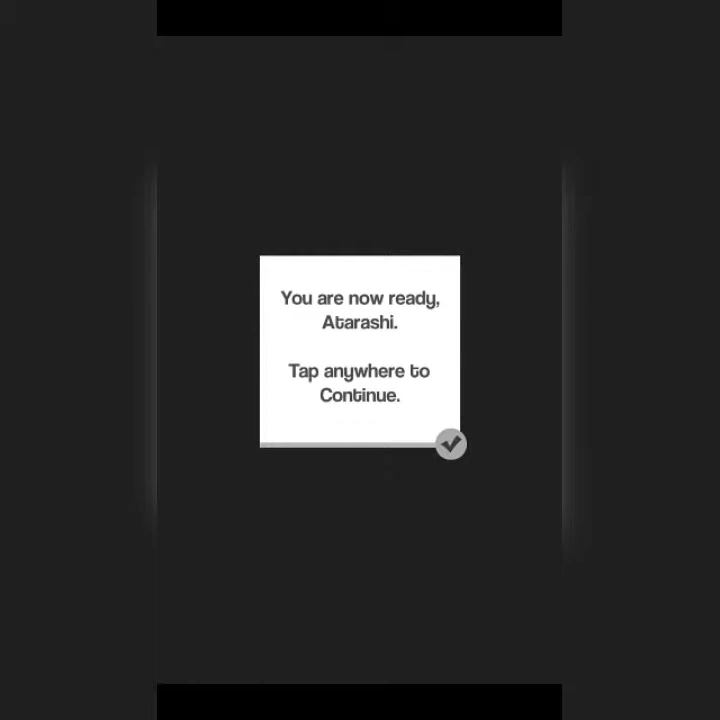 You are now ready,
Atarashi.
Tap anywhere to
Continue.